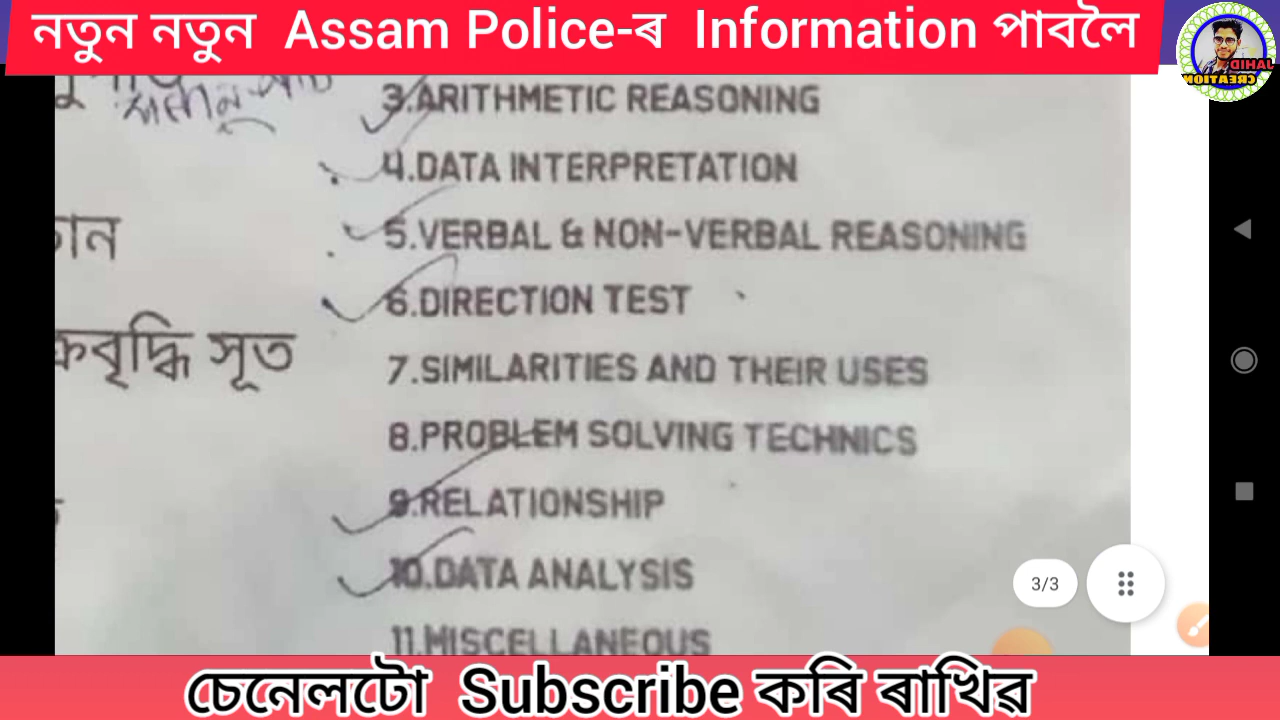 নতুন নতুন Assam Police-ৰ Information পাবলৈ
JAHID
CREATION
3.ARITHMETIC REASONING
4.DATA INTERPRETATION
5.VERBAL & NON-VERBAL REASONING
6.DIRECTION TEST
ক্রবৃদ্ধি সূত
7.SIMILARITIES AND THEIR USES
8.PROBLEM SOLVING TECHNICS
9.RELATIONSHIP
10.DATA ANALYSIS
3/3
11.MISCELLANEOUS
চেনেলটো Subscribe কৰি ৰাখিৱ